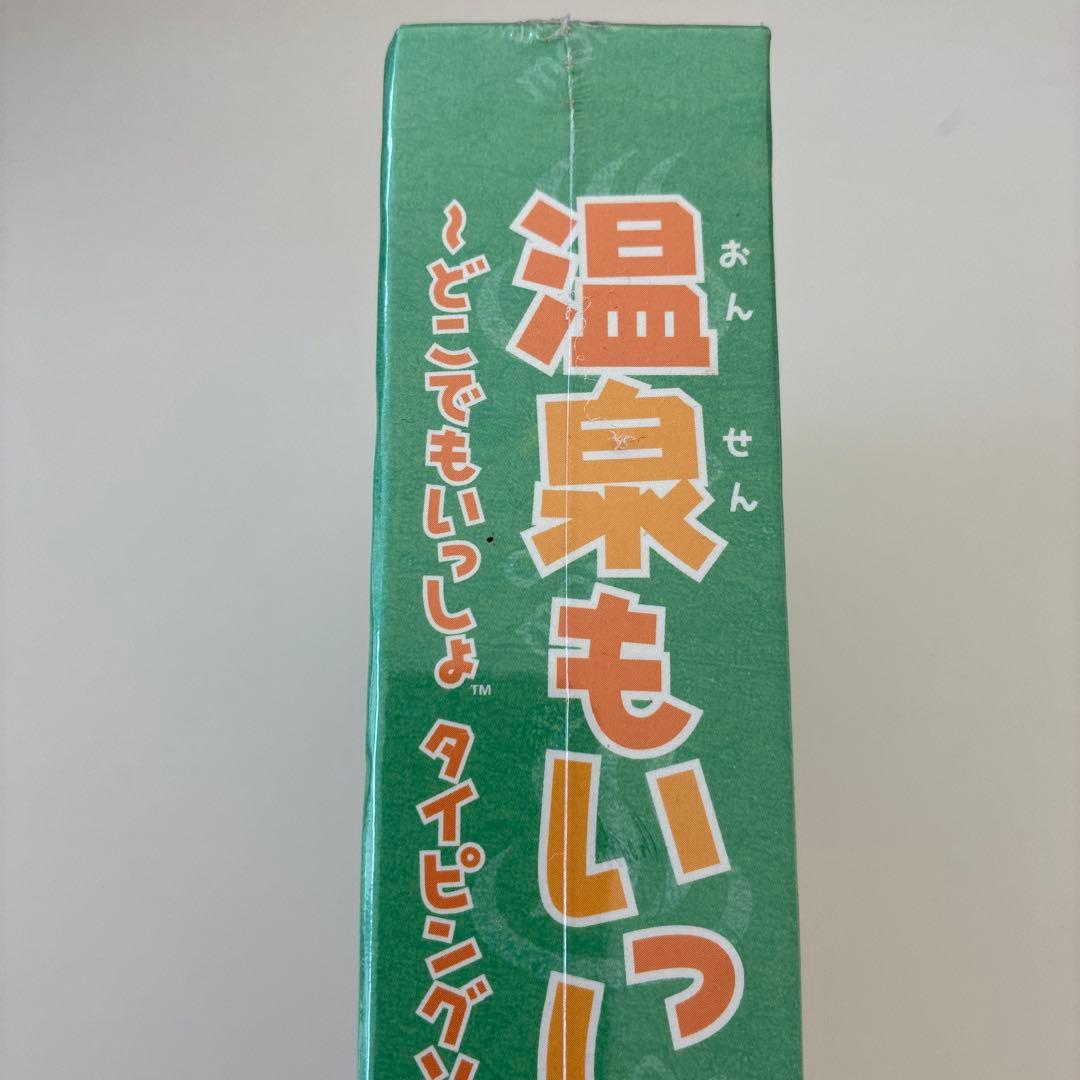 温泉もいっし
おんせん
～どこでもいっしょ™ タイピング